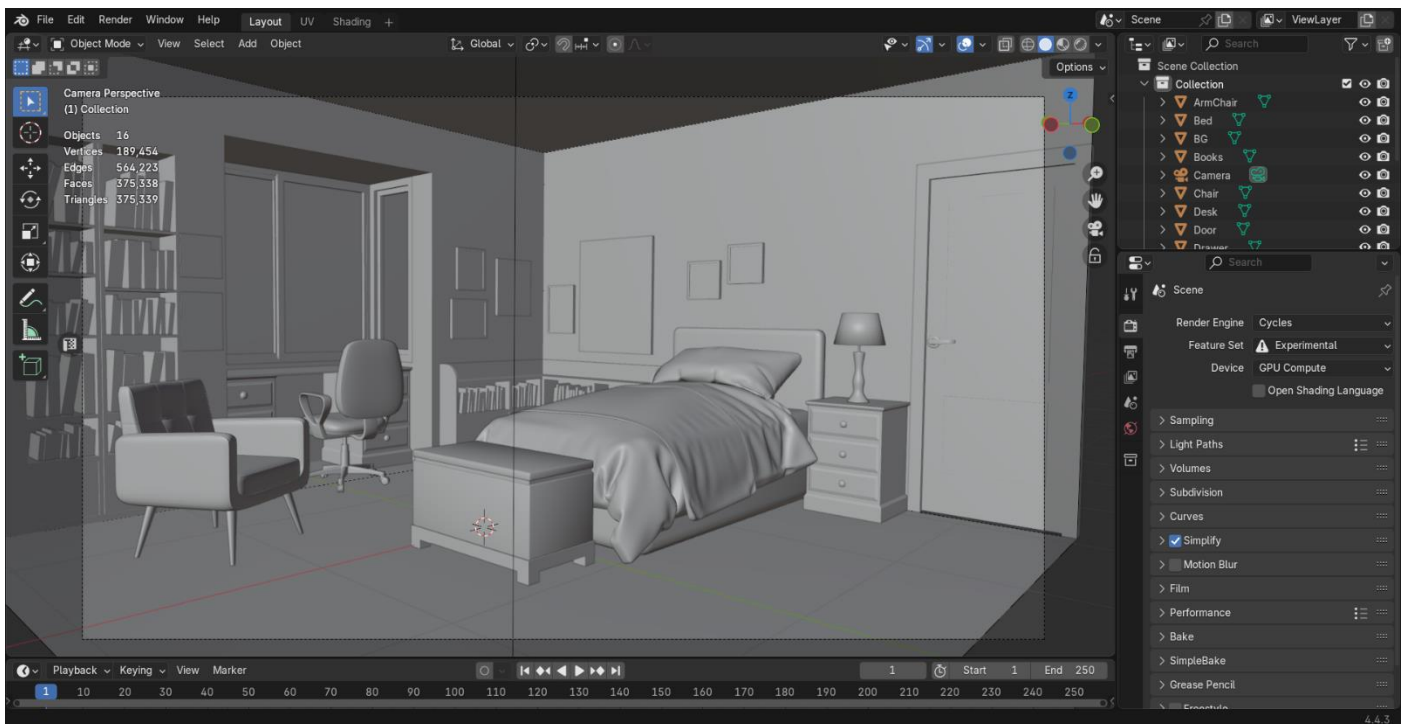 File Edit Render Window Help Layout UV Shading + Scene ViewLayer
Object Mode View Select Add Object Global Search
Options
Camera Perspective
(1) Collection
Objects 16
Vertices 189,454
Edges 564,223
Faces 375,338
Triangles 375,339
Z
Scene Collection
Collection
ArmChair
Bed
BG
Books
Camera
Chair
Desk
Door
Drawer
Search
Scene
Render Engine Cycles
Feature Set Experimental
Device GPU Compute
Open Shading Language
Sampling
Light Paths
Volumes
Subdivision
Curves
Simplify
Motion Blur
Film
Performance
Bake
SimpleBake
Grease Pencil
Freestyle
Playback Keying View Marker 1 Start 1 End 250
1 10 20 30 40 50 60 70 80 90 100 110 120 130 140 150 160 170 180 190 200 210 220 230 240 250
4.4.3